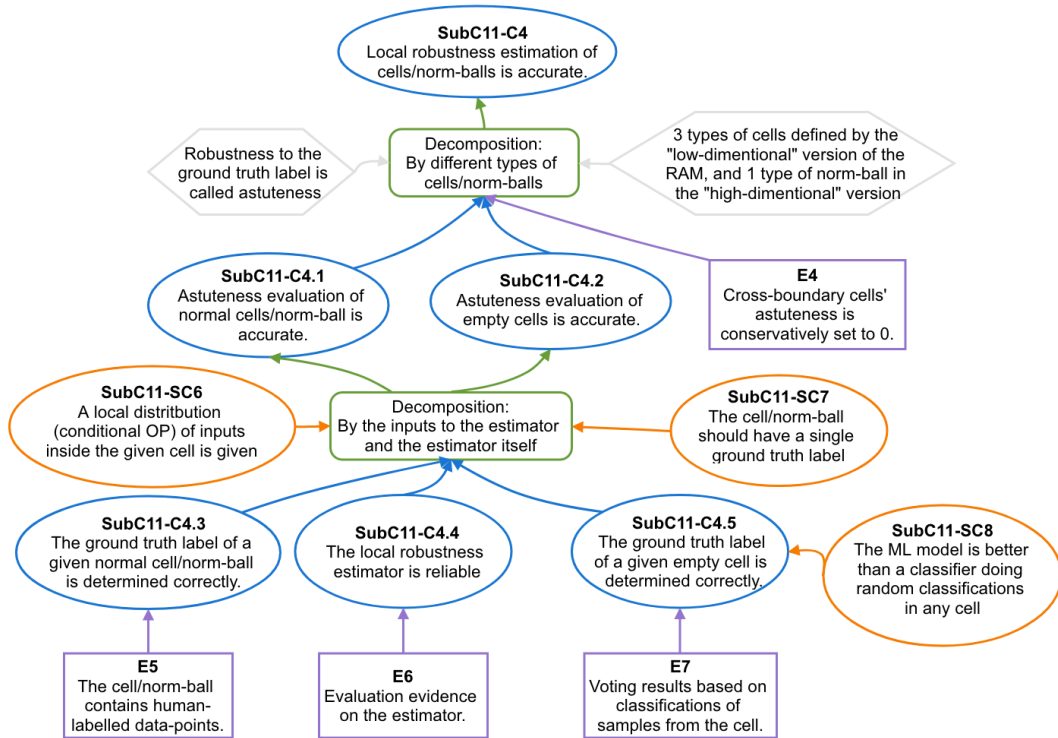 SubC11-C4
Local robustness estimation of
cells/norm-balls is accurate.
Robustness to the
ground truth label is
called astuteness
Decomposition:
By different types of
cells/norm-balls
3 types of cells defined by the
"low-dimentional" version of the
RAM, and 1 type of norm-ball in
the "high-dimentional" version
SubC11-C4.1
Astuteness evaluation of
normal cells/norm-ball is
accurate.
SubC11-C4.2
Astuteness evaluation of
empty cells is accurate.
E4
Cross-boundary cells'
astuteness is
conservatively set to 0.
SubC11-SC6
A local distritbution
(conditional OP) of inputs
inside the given cell is given
Decomposition:
By the inputs to the estimator
and the estimator itself
SubC11-SC7
The cell/norm-ball
should have a single
ground truth label
SubC11-C4.3
The ground truth label of a
given normal cell/norm-ball
is determined correctly.
SubC11-C4.4
The local robustness
estimator is reliable
SubC11-C4.5
The ground truth label
of a given empty cell is
determined correctly.
SubC11-SC8
The ML model is better
than a classifier doing
random classifications
in any cell
E5
The cell/norm-ball
contains human-
labelled data-points.
E6
Evaluation evidence
on the estimator.
E7
Voting results based on
classifications of
samples from the cell.